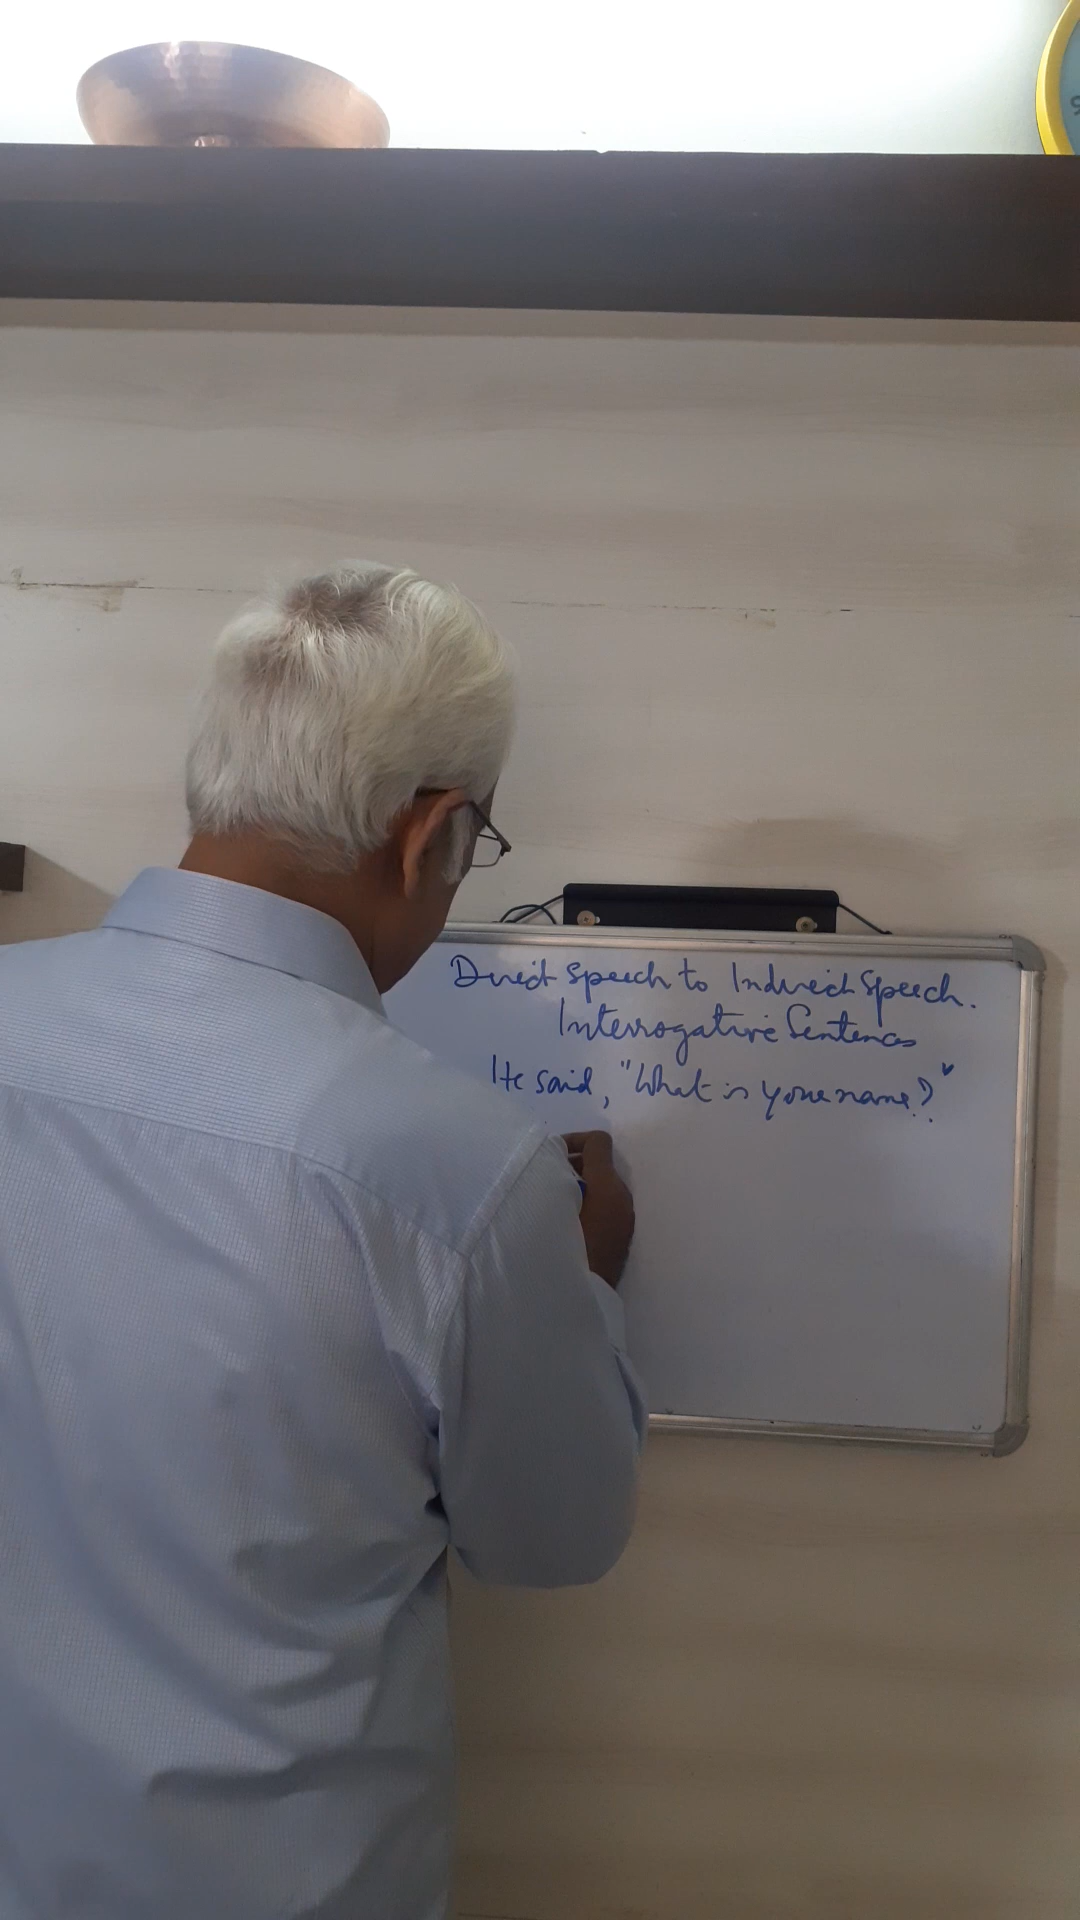 Direct Speech to Indirect Speech.
Interrogative Sentences
He said, "What is your name?"